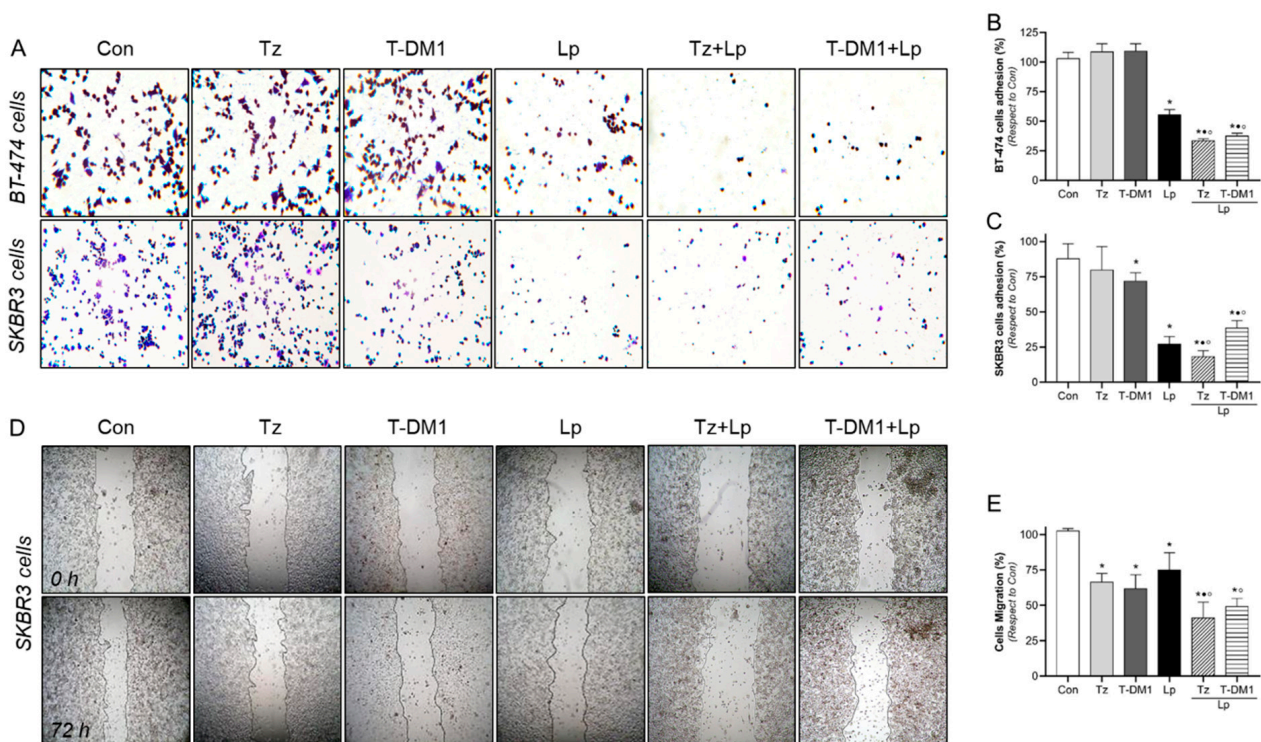 A
Con
Tz
T-DM1
Lp
Tz+Lp
T-DM1+Lp
BT-474 cells
SKBR3 cells
B
BT-474 cells adhesion (%)
(Respect to Con)
125
100
75
50
25
0
*
*●○
*●○
Con
Tz
T-DM1
Lp
Tz
T-DM1
Lp
C
SKBR3 cells adhesion (%)
(Respect to Con)
100
75
50
25
0
*
*
*●○
*●○
Con
Tz
T-DM1
Lp
Tz
T-DM1
Lp
D
Con
Tz
T-DM1
Lp
Tz+Lp
T-DM1+Lp
SKBR3 cells
0 h
72 h
E
Cells Migration (%)
(Respect to Con)
100
75
50
25
0
*
*
*
*●○
*○
Con
Tz
T-DM1
Lp
Tz
T-DM1
Lp